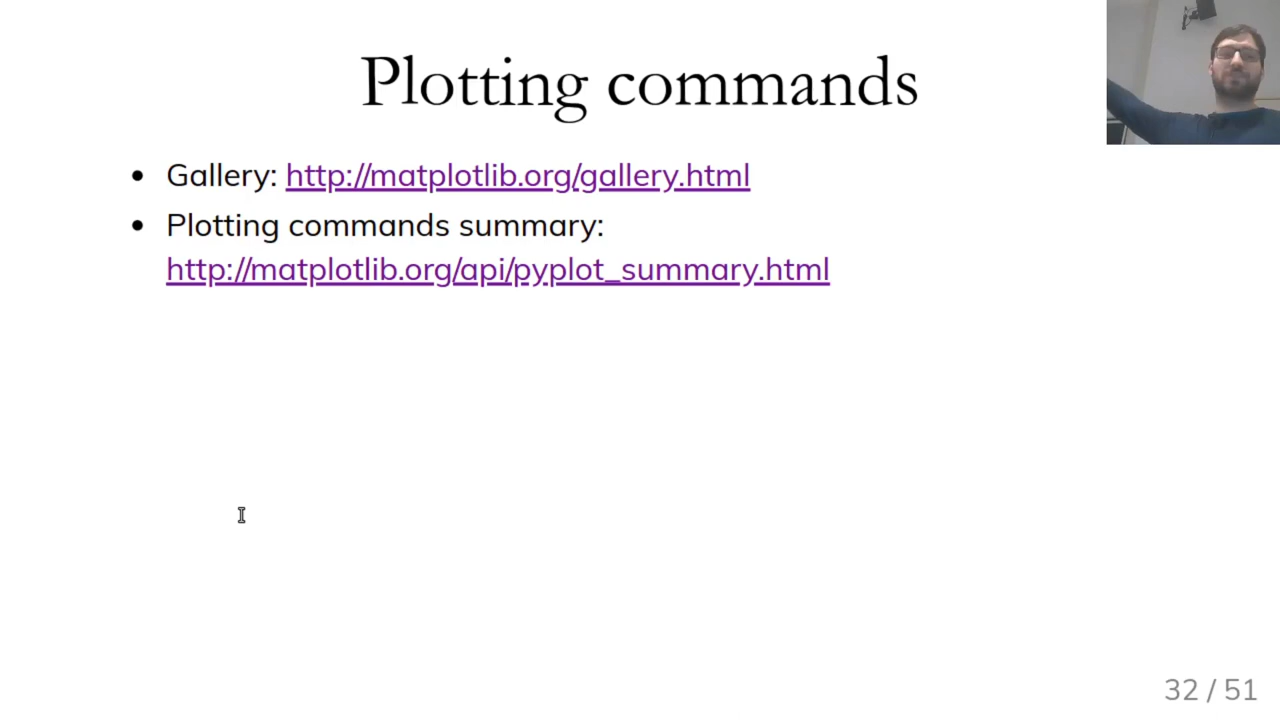 Plotting commands
• Gallery: http://matplotlib.org/gallery.html
• Plotting commands summary:
http://matplotlib.org/api/pyplot_summary.html
32 / 51